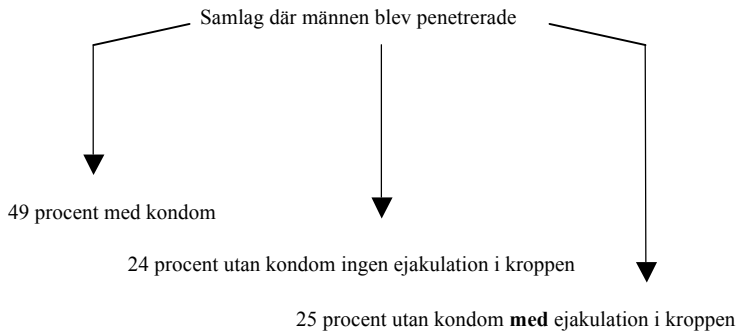 Samlag där männen blev penetrerade
49 procent med kondom
24 procent utan kondom ingen ejakulation i kroppen
25 procent utan kondom med ejakulation i kroppen